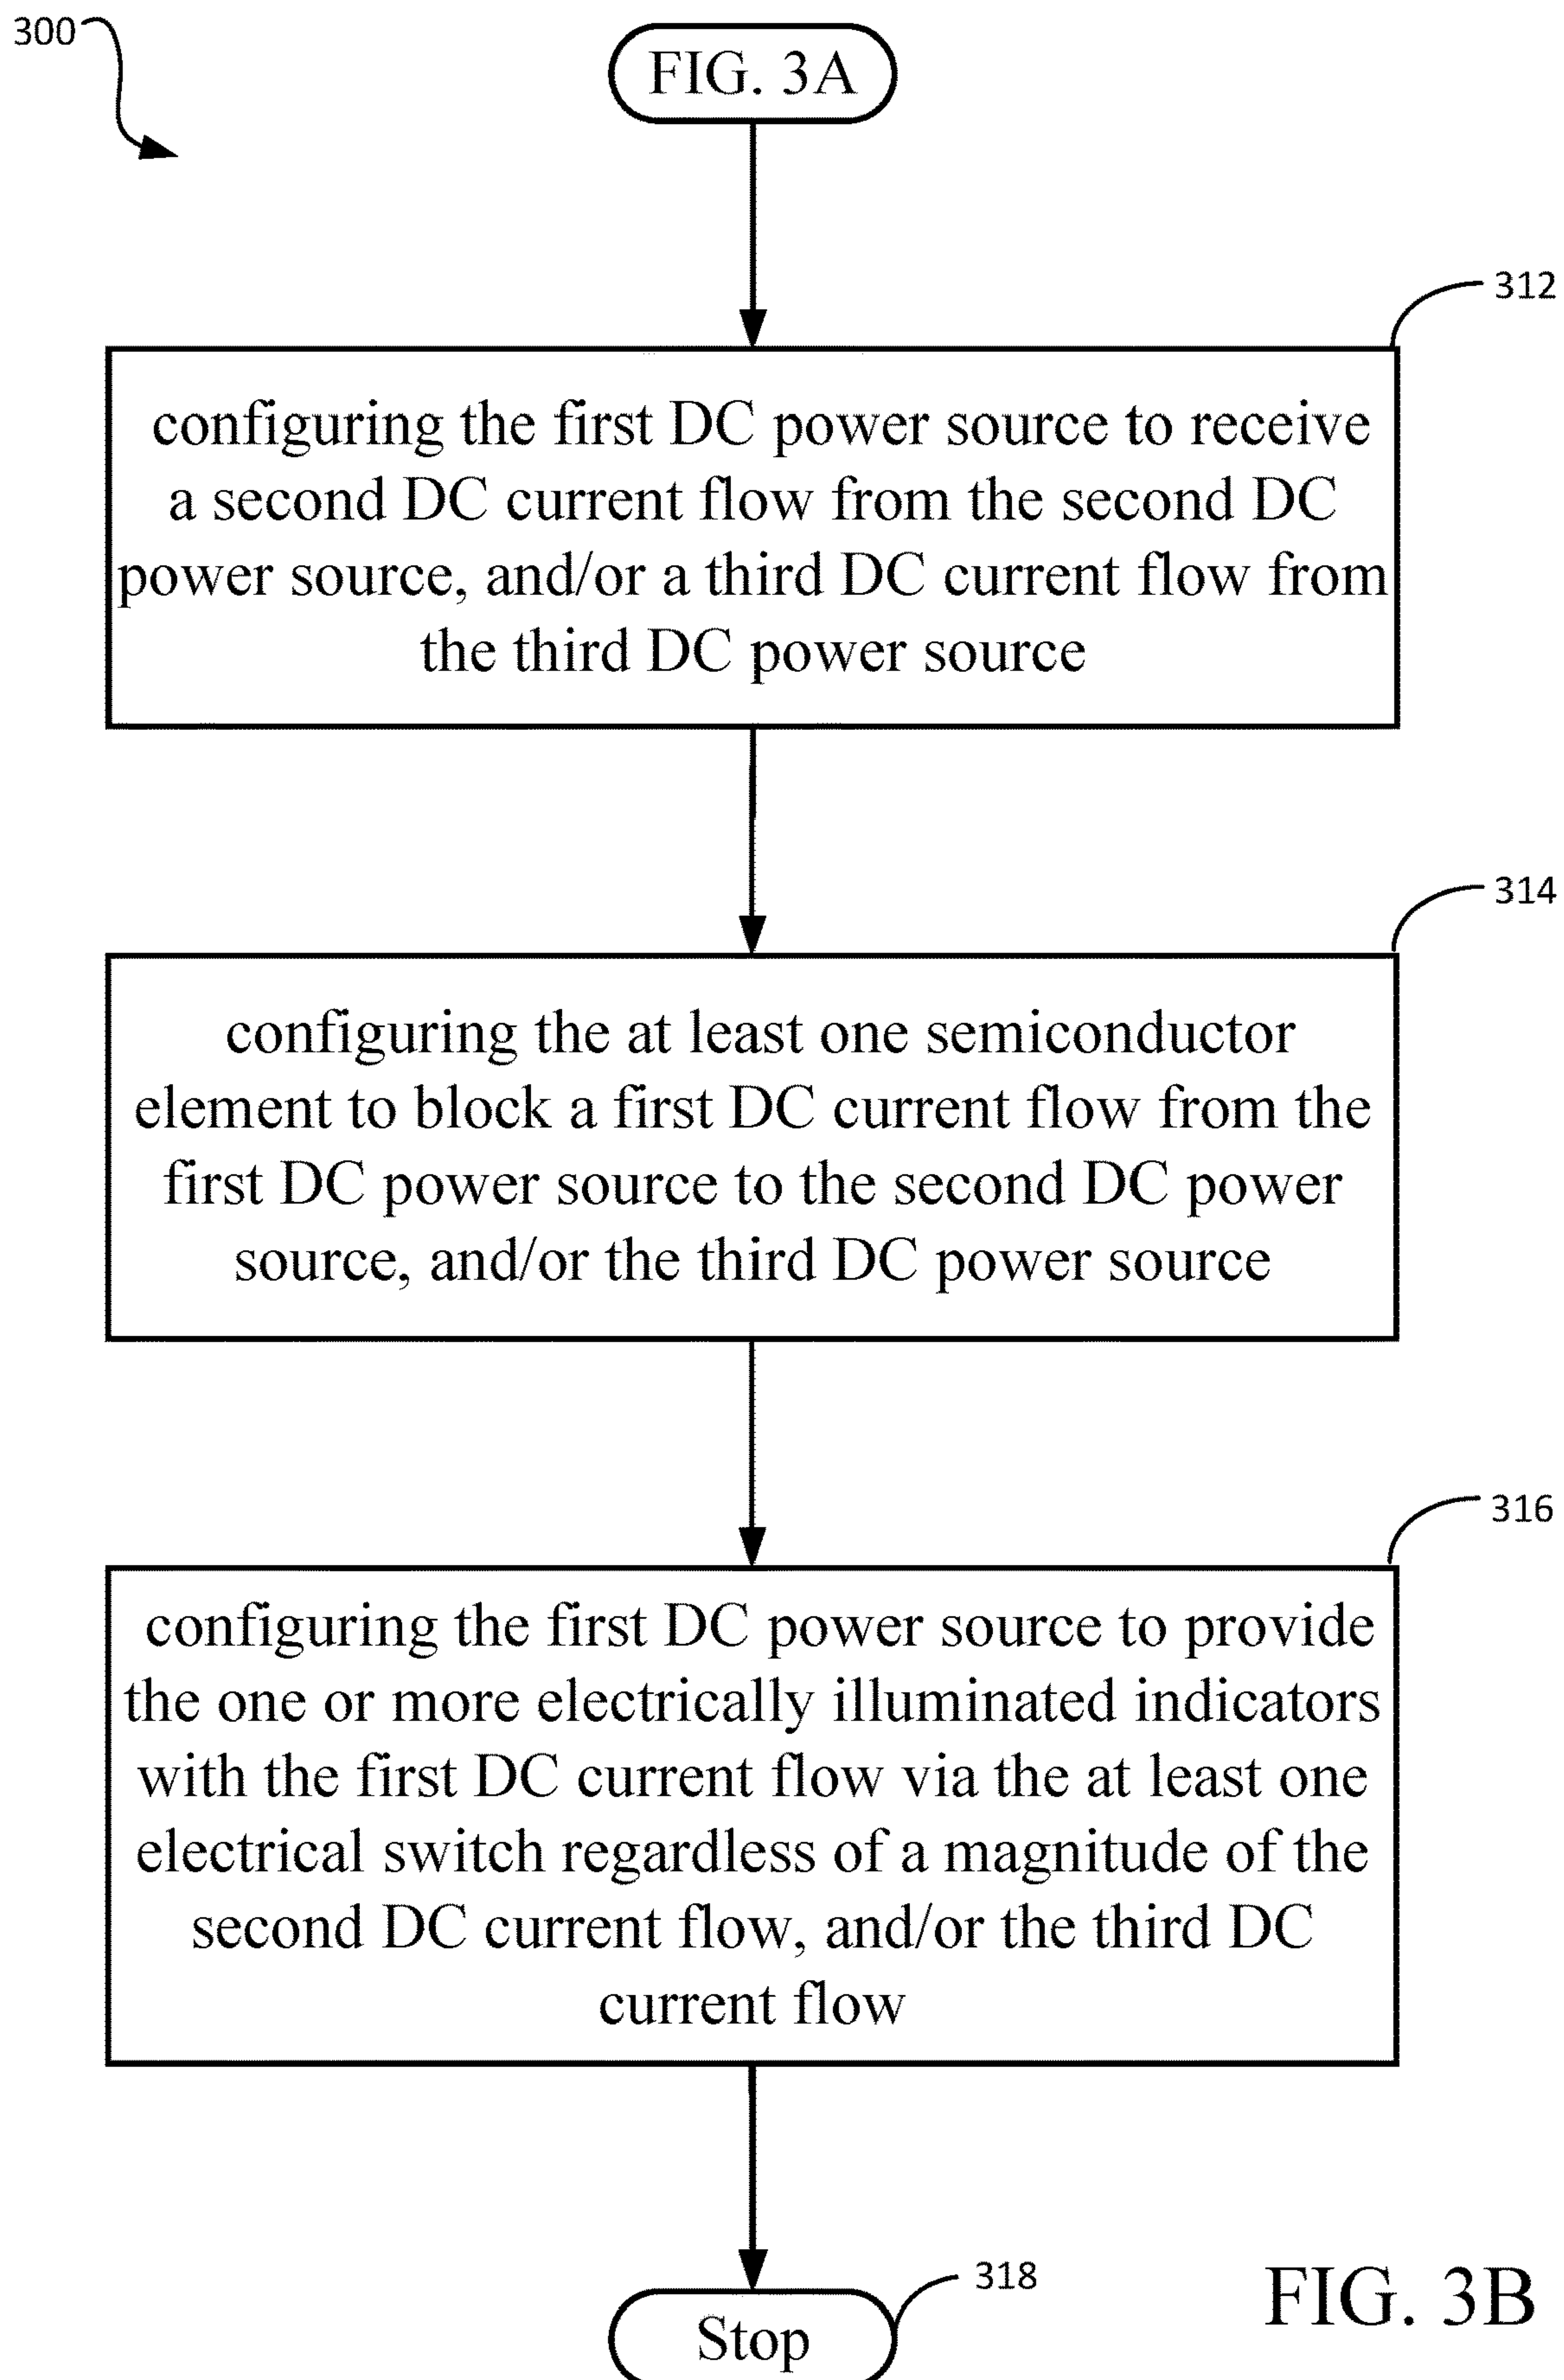 300
FIG. 3A
312
configuring the first DC power source to receive
a second DC current flow from the second DC
power source, and/or a third DC current flow from
the third DC power source
314
configuring the at least one semiconductor
element to block a first DC current flow from the
first DC power source to the second DC power
source, and/or the third DC power source
316
configuring the first DC power source to provide
the one or more electrically illuminated indicators
with the first DC current flow via the at least one
electrical switch regardless of a magnitude of the
second DC current flow, and/or the third DC
current flow
318
Stop
FIG. 3B